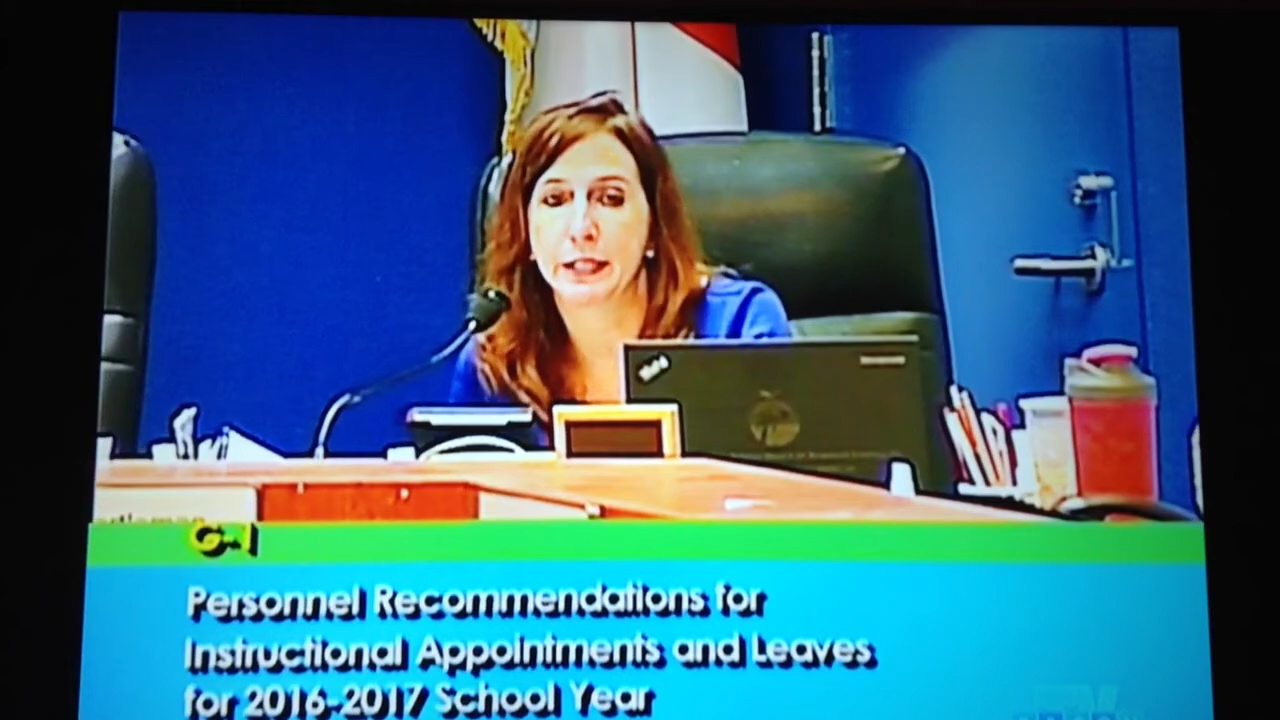 G-1
Personnel Recommendations for
Instructional Appointments and Leaves
for 2016-2017 School Year